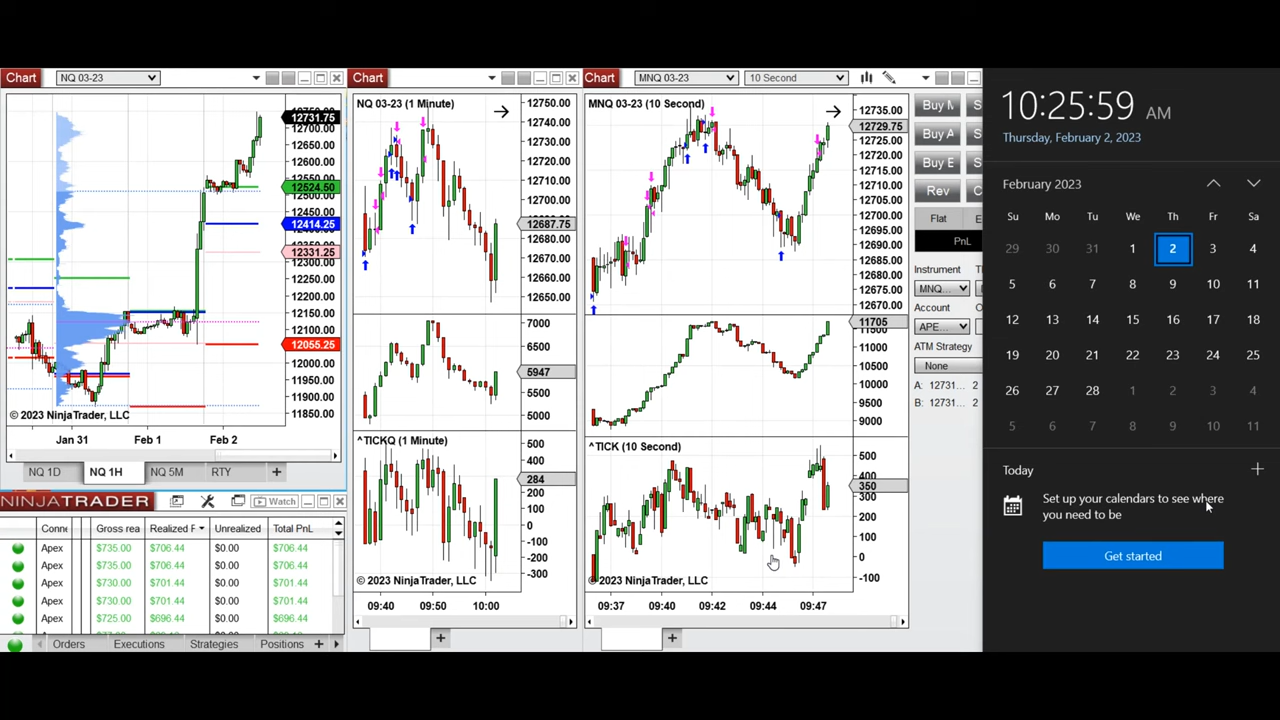 Chart
NQ 03-23
12750.00
12731.75
12700.00
12650.00
12600.00
12550.00
12524.50
12450.00
12414.25
12350.00
12331.25
12300.00
12250.00
12200.00
12150.00
12100.00
12055.25
12000.00
11950.00
11900.00
11850.00
© 2023 NinjaTrader, LLC
Jan 31 Feb 1 Feb 2
NQ 1D NQ 1H NQ 5M RTY +
NINJATRADER Watch
Conne Gross rea Realized F Unrealized Total PnL
Apex $735.00 $706.44 $0.00 $706.44
Apex $735.00 $706.44 $0.00 $706.44
Apex $730.00 $701.44 $0.00 $701.44
Apex $730.00 $701.44 $0.00 $701.44
Apex $725.00 $696.44 $0.00 $696.44
Orders Executions Strategies Positions +
Chart
NQ 03-23 (1 Minute)
12750.00
12740.00
12730.00
12720.00
12710.00
12700.00
12687.75
12680.00
12670.00
12660.00
12650.00
7000
6500
5947
5500
5000
^TICKQ (1 Minute)
500
400
284
200
100
0
-100
-200
-300
© 2023 NinjaTrader, LLC
09:40 09:50 10:00
+
Chart MNQ 03-23 10 Second
MNQ 03-23 (10 Second)
12735.00
12729.75
12720.00
12715.00
12710.00
12705.00
12700.00
12695.00
12690.00
12685.00
12680.00
12675.00
12670.00
11705
11500
11000
10500
10000
9500
9000
^TICK (10 Second)
500
400
350
300
200
100
0
-100
© 2023 NinjaTrader, LLC
09:37 09:40 09:42 09:44 09:47
+
Buy M S
Buy A S
Buy E S
Rev C
Flat E
PnL
Instrument
MNQ...
Account
APE...
ATM Strategy
None
A: 12731... 2
B: 12731... 2
10:25:59 AM
Thursday, February 2, 2023
February 2023
Su Mo Tu We Th Fr Sa
29 30 31 1 2 3 4
5 6 7 8 9 10 11
12 13 14 15 16 17 18
19 20 21 22 23 24 25
26 27 28 1 2 3 4
5 6 7 8 9 10 11
Today +
Set up your calendars to see where
you need to be
Get started